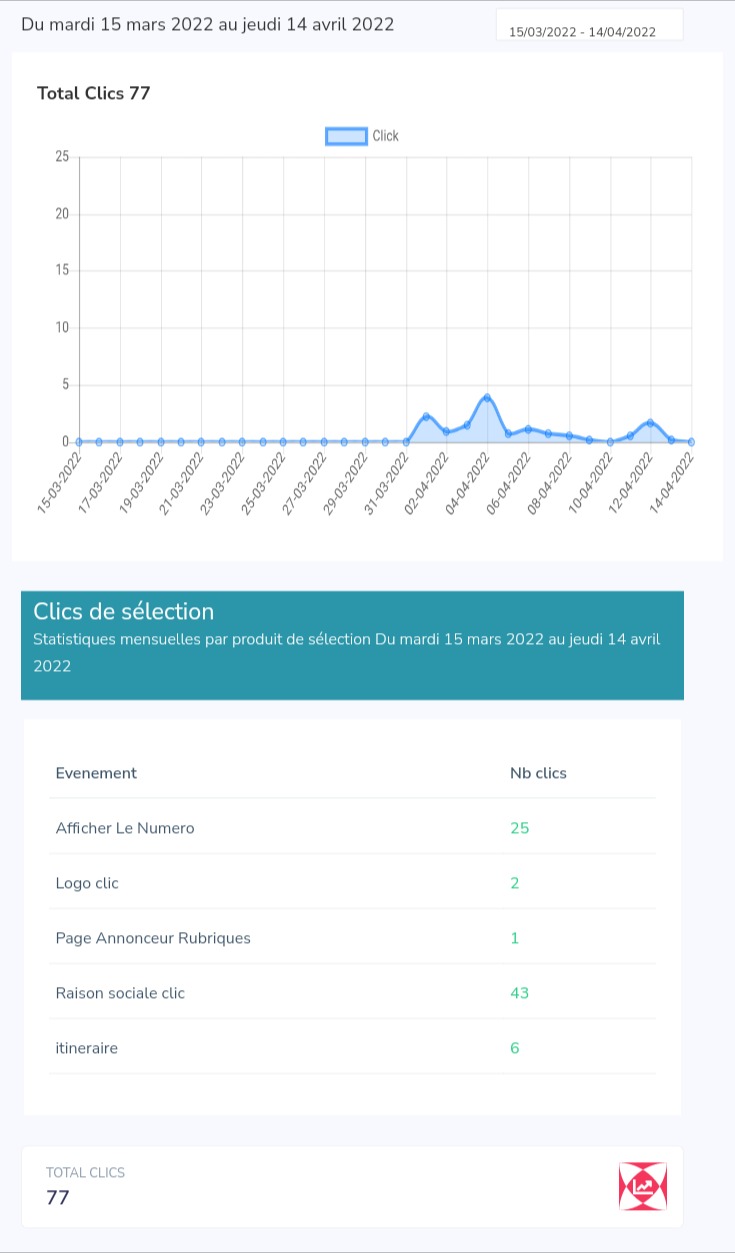 Du mardi 15 mars 2022 au jeudi 14 avril 2022
15/03/2022 - 14/04/2022
Total Clics 77
Click
25
20
15
10
5
0
15-03-2022
17-03-2022
19-03-2022
21-03-2022
23-03-2022
25-03-2022
27-03-2022
29-03-2022
31-03-2022
02-04-2022
04-04-2022
06-04-2022
08-04-2022
10-04-2022
12-04-2022
14-04-2022
Clics de sélection
Statistiques mensuelles par produit de sélection Du mardi 15 mars 2022 au jeudi 14 avril
2022
Evenement Nb clics
Afficher Le Numero 25
Logo clic 2
Page Annonceur Rubriques 1
Raison sociale clic 43
itineraire 6
TOTAL CLICS
77